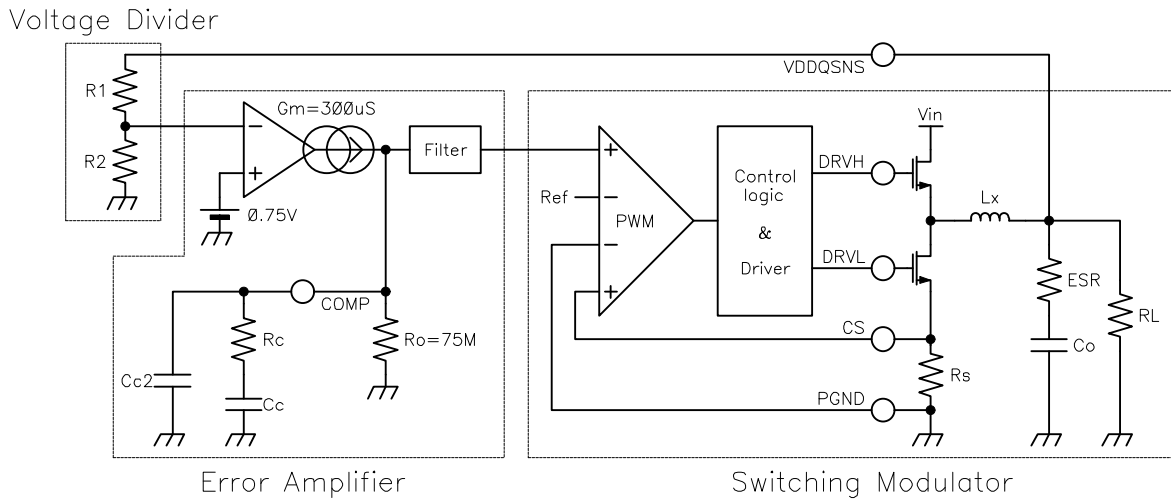 Voltage Divider
VDDQSNS
R1
R2
Gm=300uS
0.75V
Filter
COMP
Rc
Cc2
Cc
Ro=75M
Error Amplifier
Ref
PWM
Control
logic
&
Driver
DRVH
DRVL
Vin
Lx
ESR
RL
Co
CS
Rs
PGND
Switching Modulator